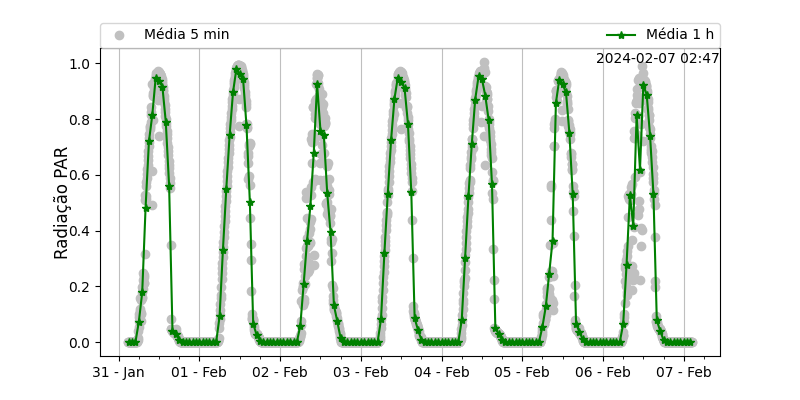 Média 5 min
Média 1 h
2024-02-07 02:47
Radiação PAR
1.0
0.8
0.6
0.4
0.2
0.0
31 - Jan
01 - Feb
02 - Feb
03 - Feb
04 - Feb
05 - Feb
06 - Feb
07 - Feb